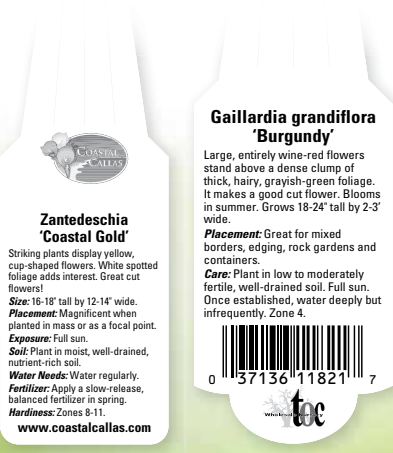 COASTAL
CALLAS
Zantedeschia
‘Coastal Gold’
Striking plants display yellow,
cup-shaped flowers. White spotted
foliage adds interest. Great cut
flowers!
Size: 16-18" tall by 12-14" wide.
Placement: Magnificent when
planted in mass or as a focal point.
Exposure: Full sun.
Soil: Plant in moist, well-drained,
nutrient-rich soil.
Water Needs: Water regularly.
Fertilizer: Apply a slow-release,
balanced fertilizer in spring.
Hardiness: Zones 8-11.
www.coastalcallas.com
Gaillardia grandiflora
‘Burgundy’
Large, entirely wine-red flowers
stand above a dense clump of
thick, hairy, grayish-green foliage.
It makes a good cut flower. Blooms
in summer. Grows 18-24" tall by 2-3'
wide.
Placement: Great for mixed
borders, edging, rock gardens and
containers.
Care: Plant in low to moderately
fertile, well-drained soil. Full sun.
Once established, water deeply but
infrequently. Zone 4.
0 37136 11821 7
toc